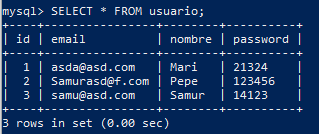 mysql> SELECT * FROM usuario;
+----+----------------+--------+----------+
| id | email          | nombre | password |
+----+----------------+--------+----------+
|  1 | asda@asd.com   | Mari   | 21324    |
|  2 | Samurasd@f.com | Pepe   | 123456   |
|  3 | samu@asd.com   | Samur  | 14123    |
+----+----------------+--------+----------+
3 rows in set (0.00 sec)